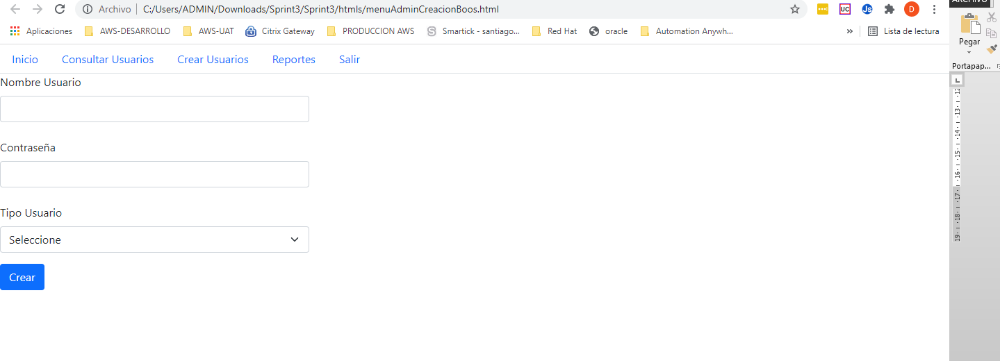 Archivo C:/Users/ADMIN/Downloads/Sprint3/Sprint3/htmls/menuAdminCreacionBoos.html UC Js D
ARCHIVO
Aplicaciones AWS-DESARROLLO AWS-UAT Citrix Gateway PRODUCCION AWS Smartick - santiago... Red Hat oracle Automation Anywh... » Lista de lectura
Pegar
Inicio Consultar Usuarios Crear Usuarios Reportes Salir
Portapap...
Nombre Usuario
Contraseña
Tipo Usuario
Seleccione
Crear
12
13
14
15
16
17
18
19